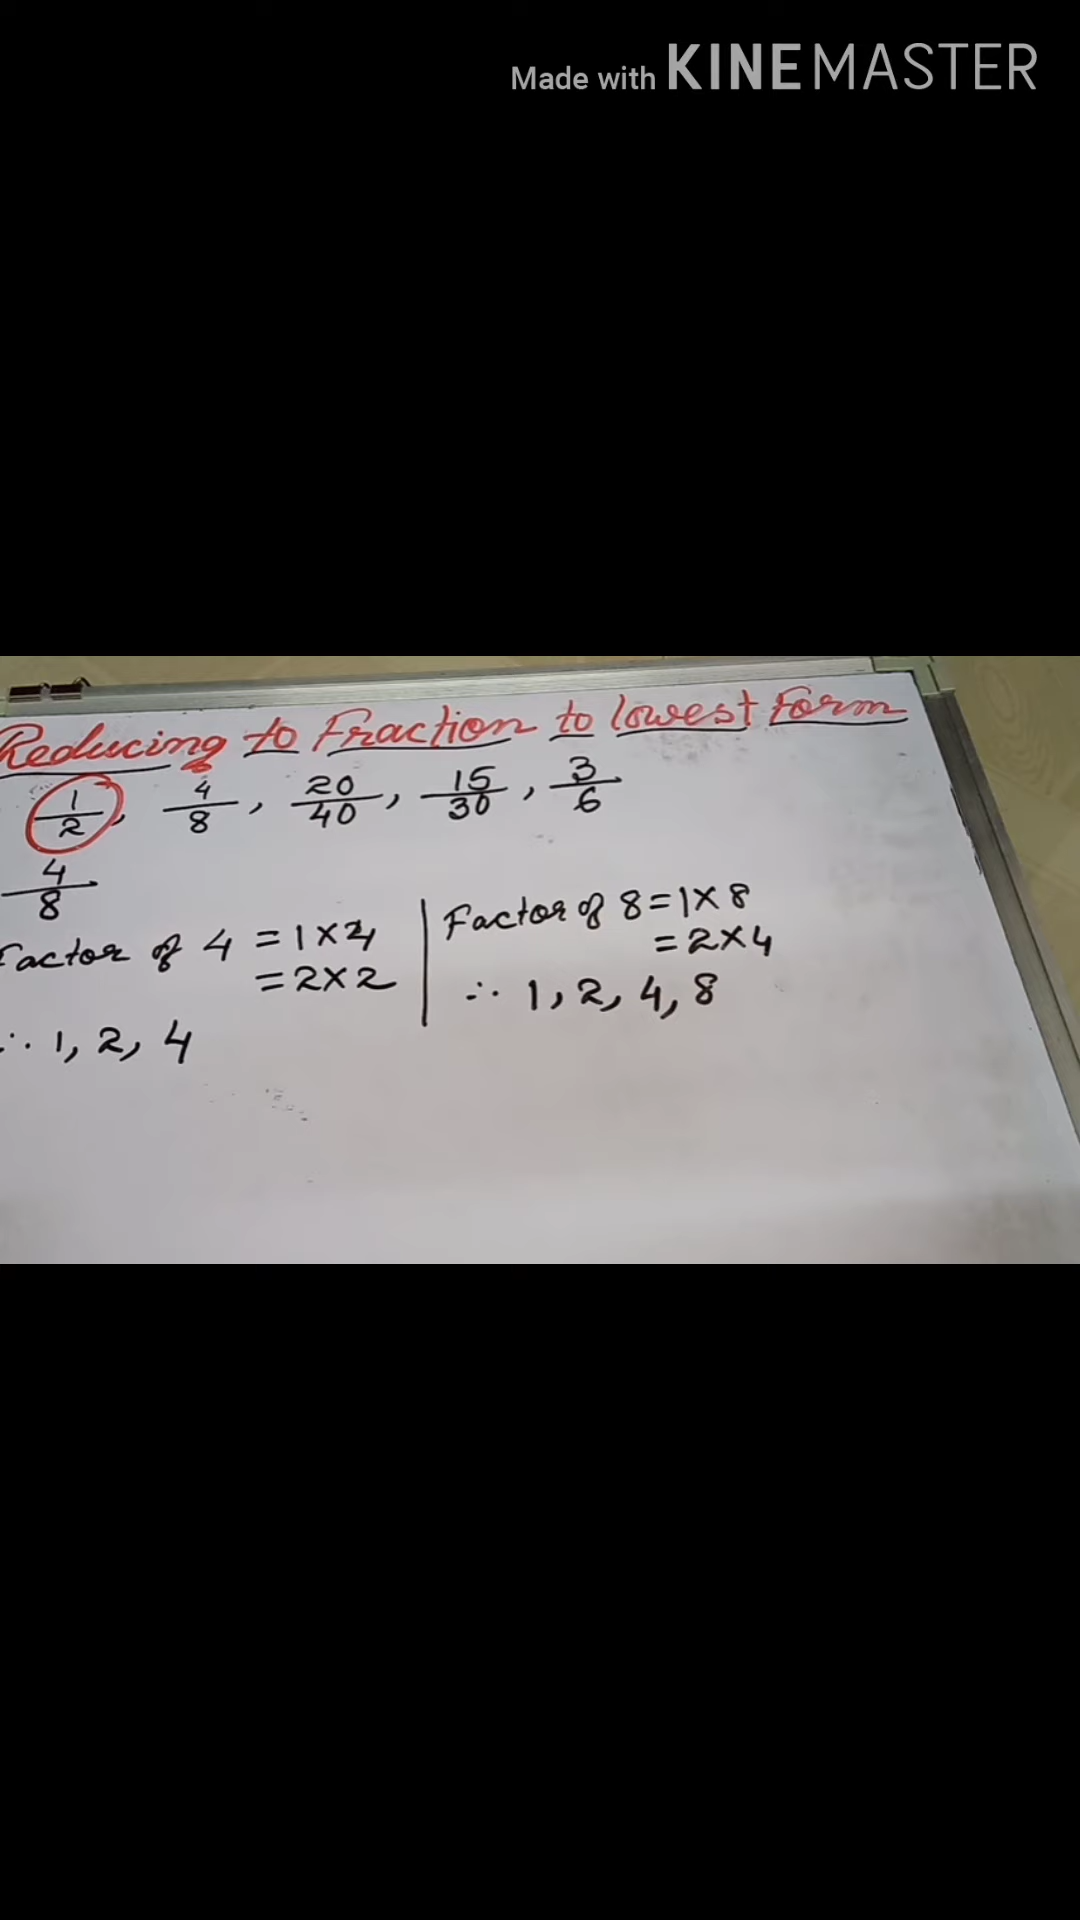 Made with KINEMASTER
Reducing to Fraction to lowest Form
1/2, 4/8, 20/40, 15/30, 3/6
4/8
Factor of 4 = 1 × 4
= 2 × 2
∴ 1, 2, 4
Factor of 8 = 1 × 8
= 2 × 4
∴ 1, 2, 4, 8